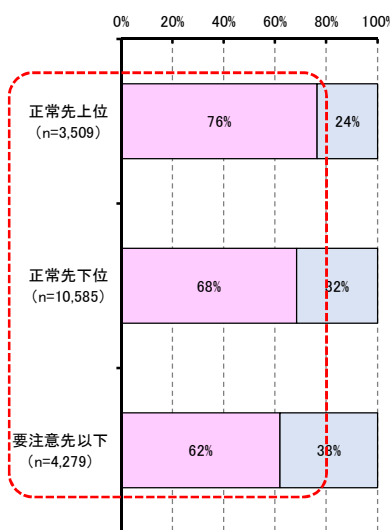 0% 20% 40% 60% 80% 100%
正常先上位
(n=3,509)
76% 24%
正常先下位
(n=10,585)
68% 32%
要注意先以下
(n=4,279)
62% 38%